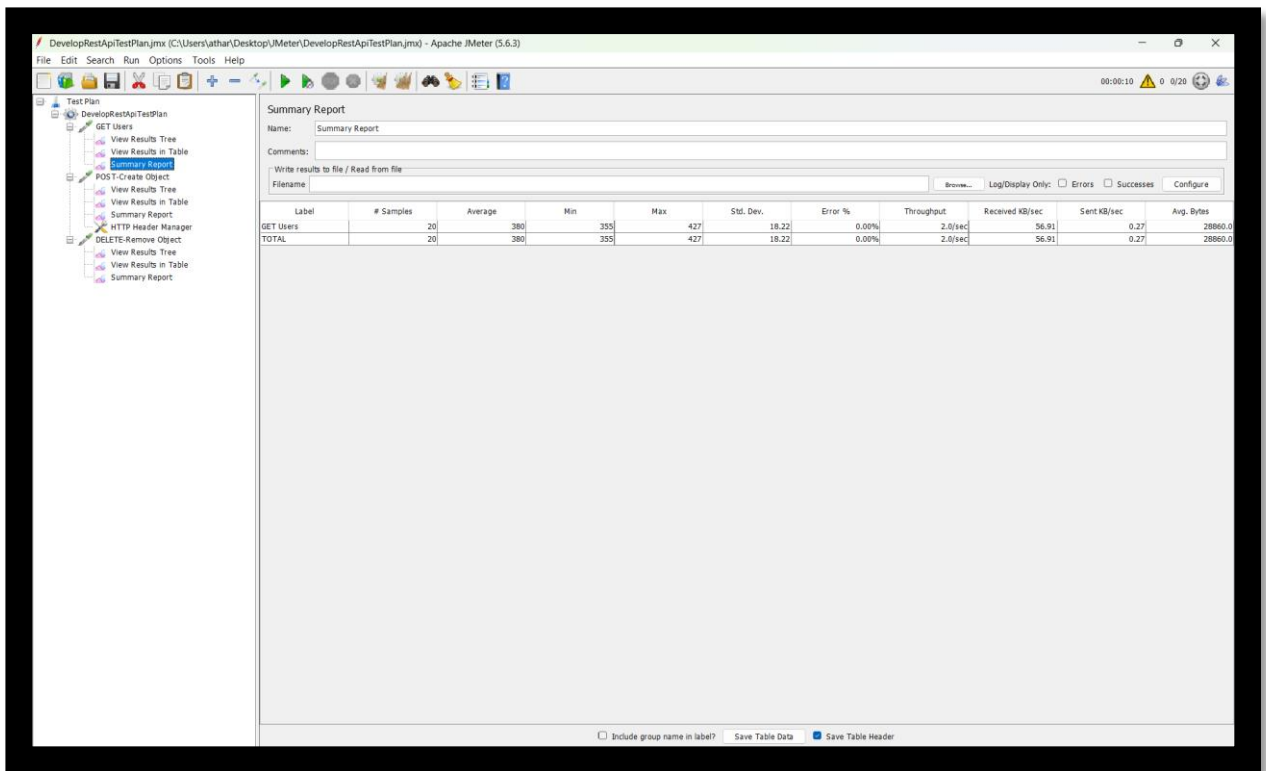 DevelopRestApiTestPlan.jmx (C:\Users\athar\Desktop\JMeter\DevelopRestApiTestPlan.jmx) - Apache JMeter (5.6.3)
File Edit Search Run Options Tools Help
00:00:10 0 0/20
Test Plan
DevelopRestApiTestPlan
GET Users
View Results Tree
View Results in Table
Summary Report
POST-Create Object
View Results Tree
View Results in Table
Summary Report
HTTP Header Manager
DELETE-Remove Object
View Results Tree
View Results in Table
Summary Report
Summary Report
Name: Summary Report
Comments:
Write results to file / Read from file
Filename Browse... Log/Display Only: Errors Successes Configure
Label # Samples Average Min Max Std. Dev. Error % Throughput Received KB/sec Sent KB/sec Avg. Bytes
GET Users 20 380 355 427 18.22 0.00% 2.0/sec 56.91 0.27 28860.0
TOTAL 20 380 355 427 18.22 0.00% 2.0/sec 56.91 0.27 28860.0
Include group name in label? Save Table Data Save Table Header